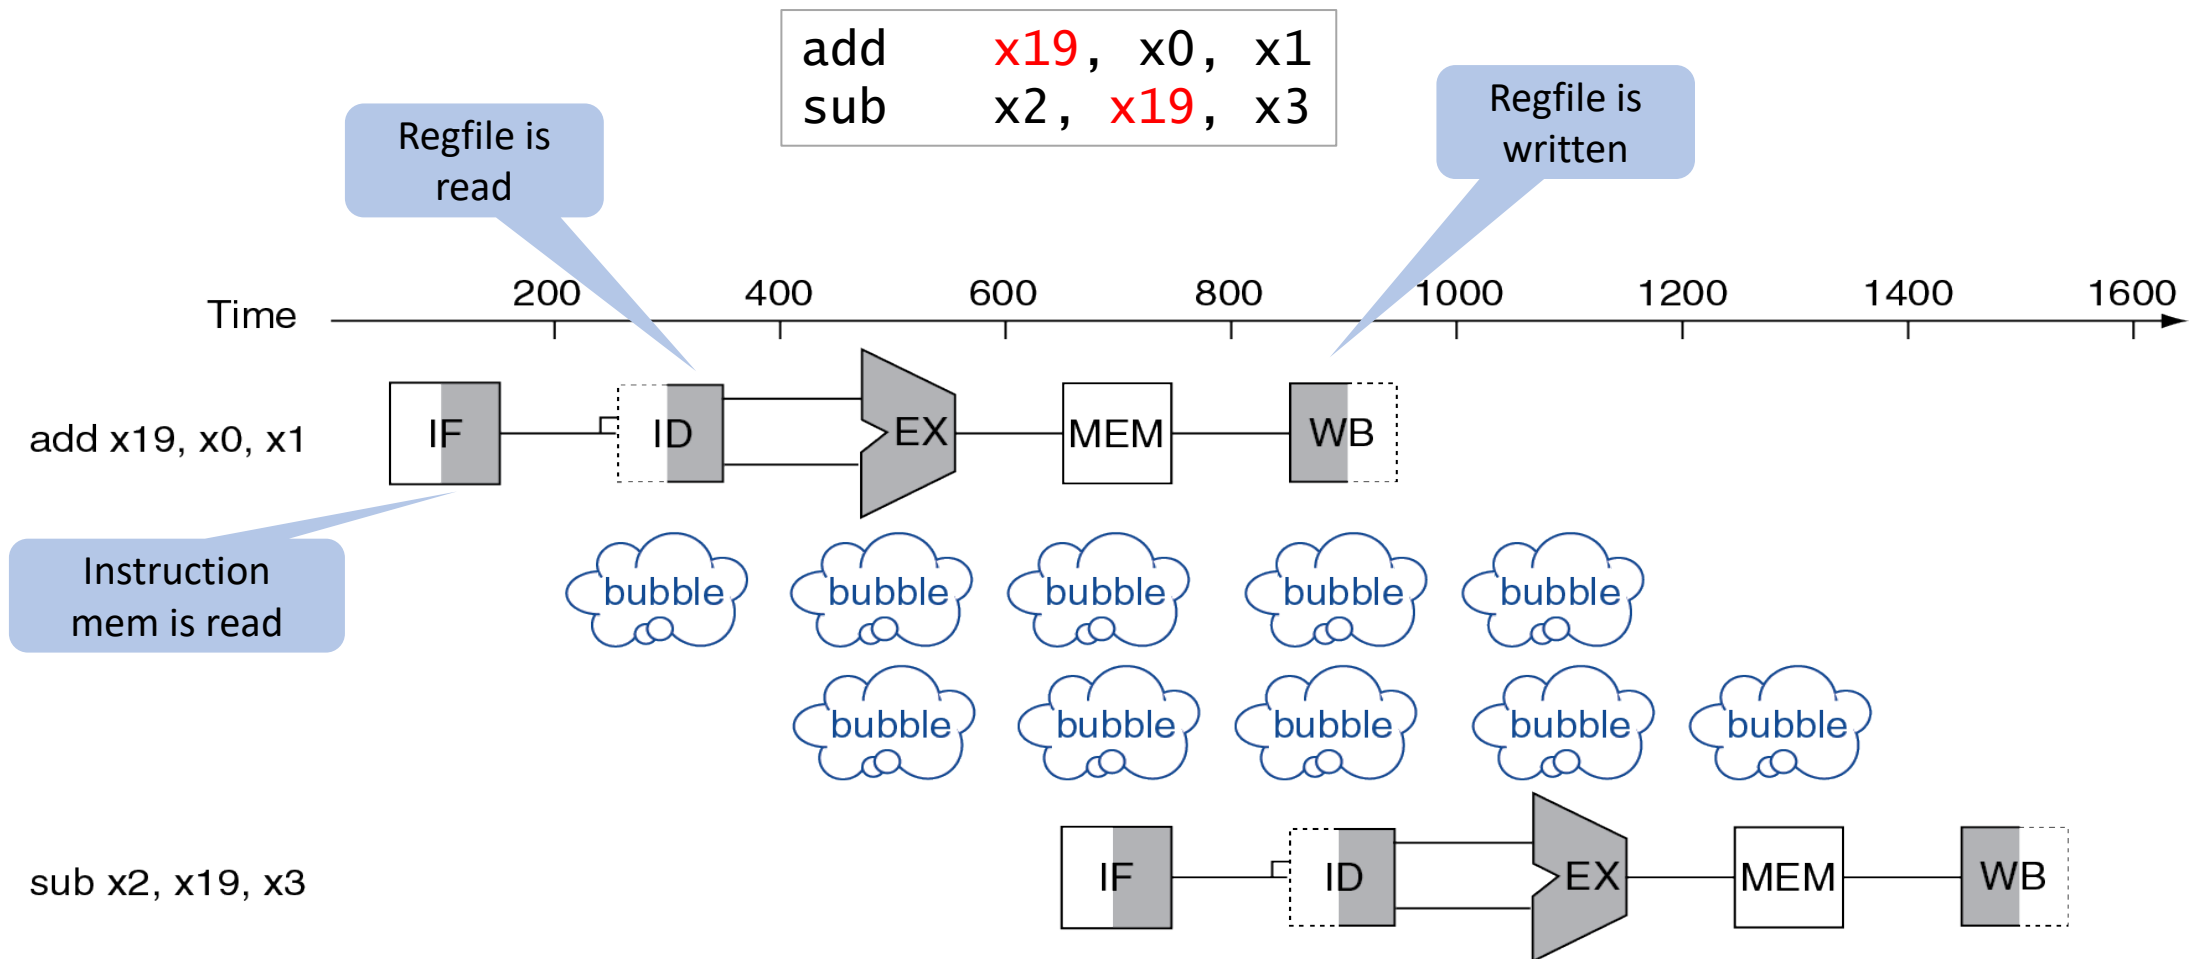 add x19, x0, x1
sub x2, x19, x3
Regfile is
read
Regfile is
written
Time 200 400 600 800 1000 1200 1400 1600
add x19, x0, x1 IF ID EX MEM WB
Instruction
mem is read
bubble bubble bubble bubble bubble
bubble bubble bubble bubble bubble
sub x2, x19, x3 IF ID EX MEM WB